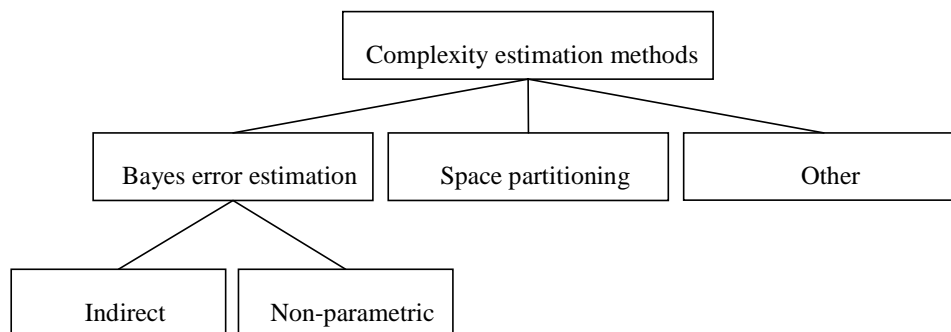 Complexity estimation methods
Bayes error estimation
Space partitioning
Other
Indirect
Non-parametric